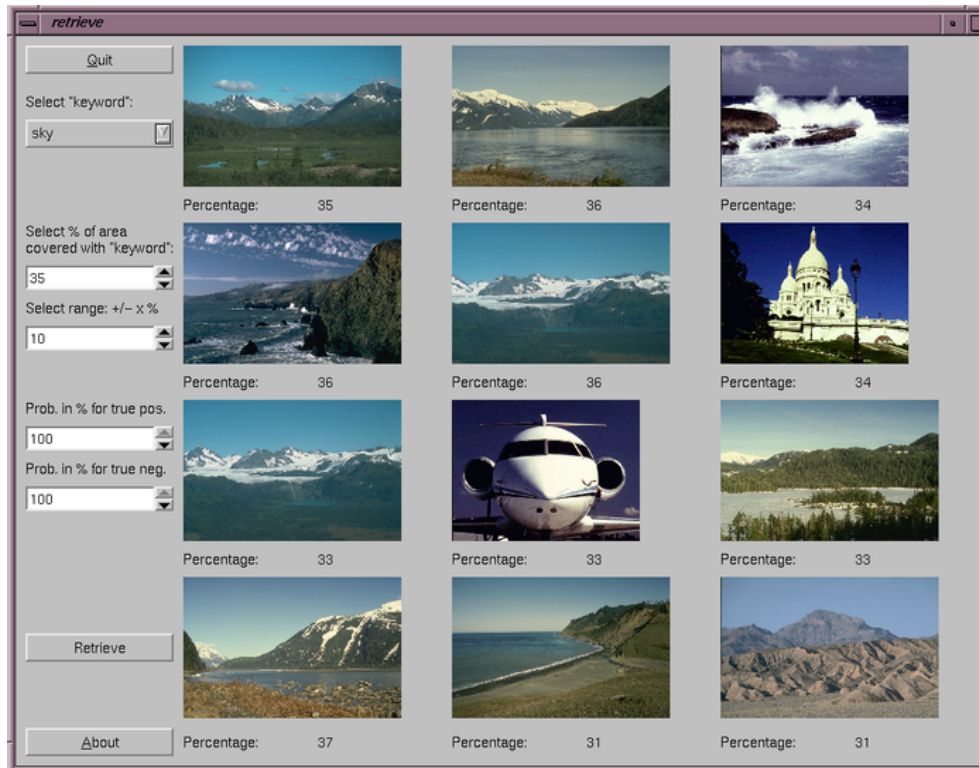 retrieve
Quit
Select "keyword":
sky
Percentage: 35
Percentage: 36
Percentage: 34
Select % of area
covered with "keyword":
35
Select range: +/- x %
10
Percentage: 36
Percentage: 36
Percentage: 34
Prob. in % for true pos.
100
Prob. in % for true neg.
100
Percentage: 33
Percentage: 33
Percentage: 33
Retrieve
About
Percentage: 37
Percentage: 31
Percentage: 31